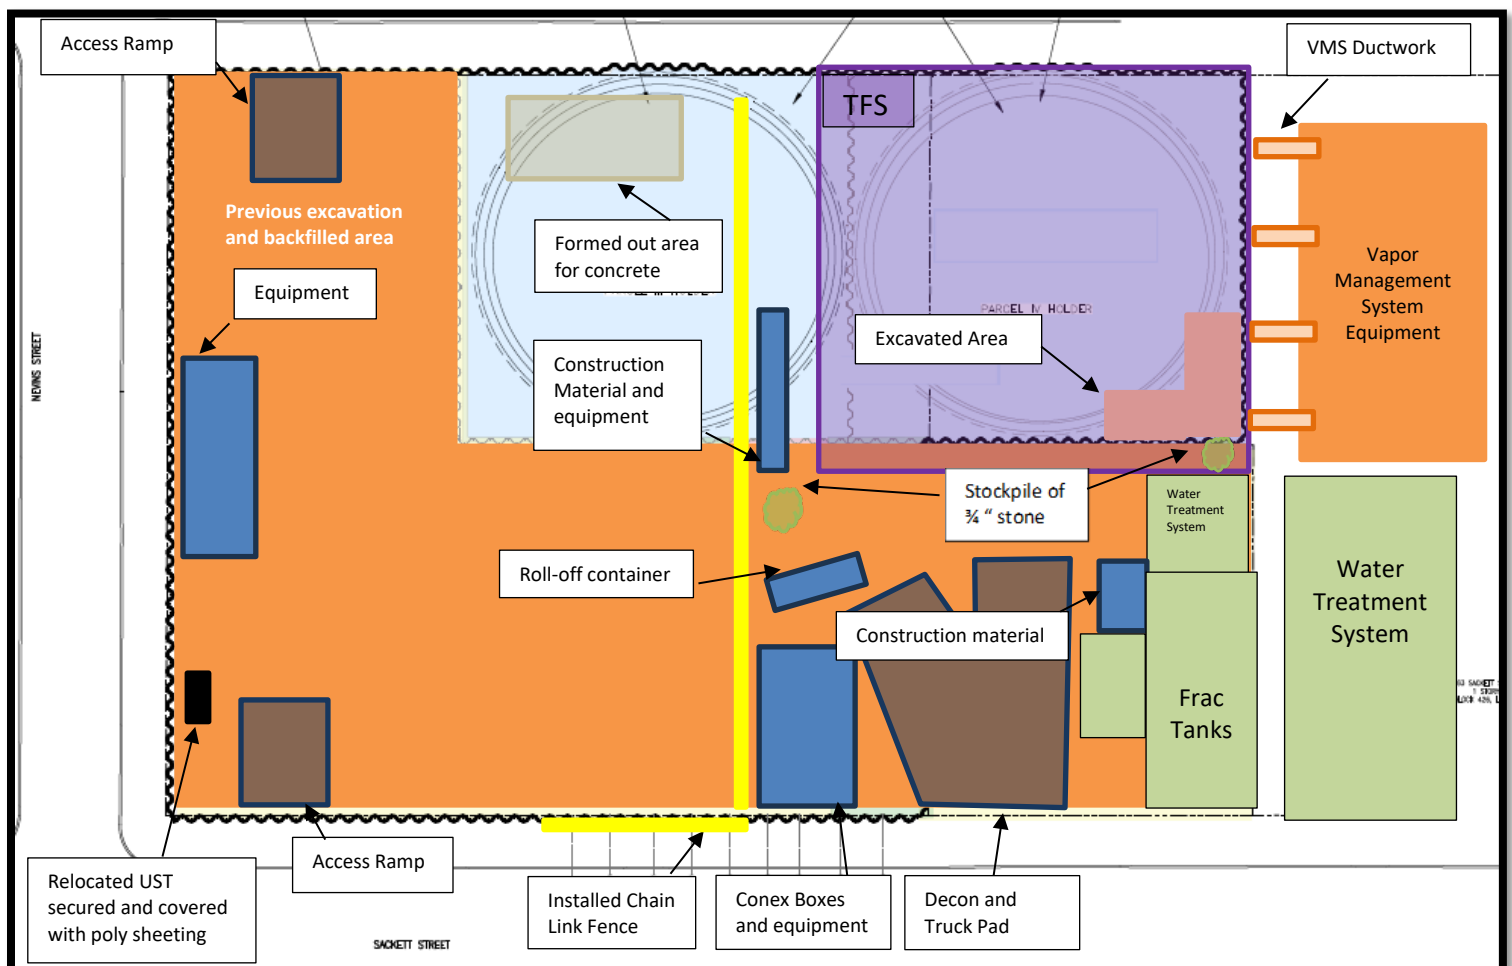 Access Ramp
VMS Ductwork
TFS
Previous excavation
and backfilled area
Formed out area
for concrete
Vapor
Management
System
Equipment
Equipment
PARCEL IV HOLDER
Excavated Area
NEVINS STREET
Construction
Material and
equipment
Stockpile of
¾ “ stone
Water
Treatment
System
Roll-off container
Water
Treatment
System
Construction material
Frac
Tanks
Access Ramp
Relocated UST
secured and covered
with poly sheeting
Installed Chain
Link Fence
Conex Boxes
and equipment
Decon and
Truck Pad
SACKETT STREET